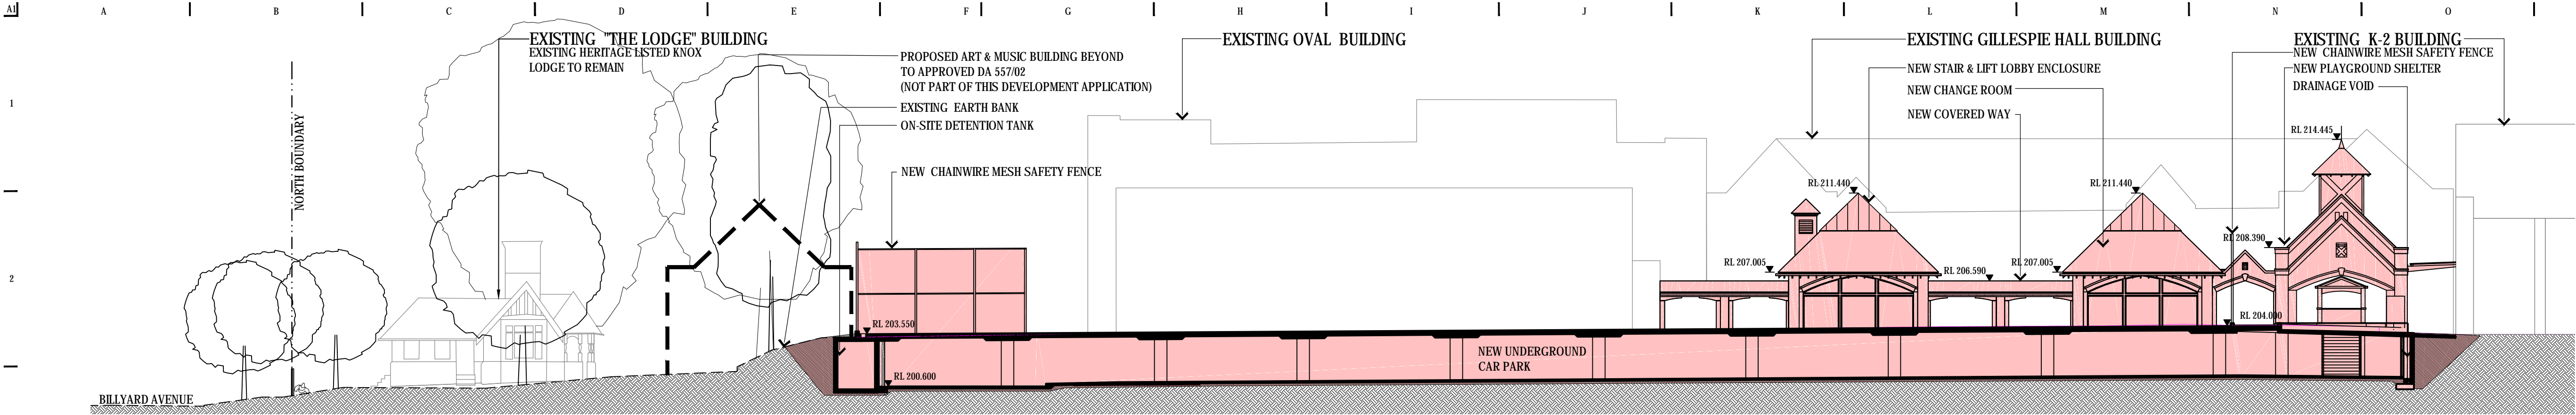 A1 A B C D E F G H I J K L M N O
1
2
EXISTING "THE LODGE" BUILDING
EXISTING HERITAGE LISTED KNOX
LODGE TO REMAIN
NORTH BOUNDARY
BILLYARD AVENUE
PROPOSED ART & MUSIC BUILDING BEYOND
TO APPROVED DA 557/02
(NOT PART OF THIS DEVELOPMENT APPLICATION)
EXISTING EARTH BANK
ON-SITE DETENTION TANK
NEW CHAINWIRE MESH SAFETY FENCE
RL 203.550
RL 200.600
EXISTING OVAL BUILDING
NEW UNDERGROUND
CAR PARK
EXISTING GILLESPIE HALL BUILDING
NEW STAIR & LIFT LOBBY ENCLOSURE
NEW CHANGE ROOM
NEW COVERED WAY
RL 211.440
RL 211.440
RL 207.005
RL 206.590
RL 207.005
EXISTING K-2 BUILDING
NEW CHAINWIRE MESH SAFETY FENCE
NEW PLAYGROUND SHELTER
DRAINAGE VOID
RL 214.445
RL 208.390
RL 204.000